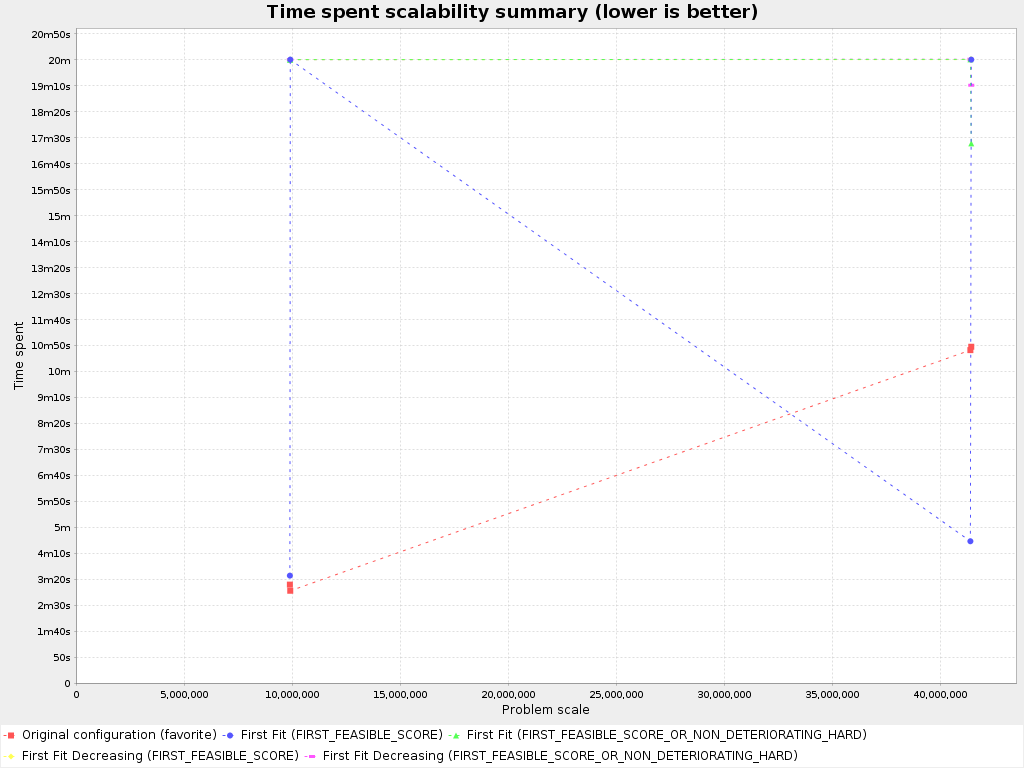 Time spent scalability summary (lower is better)
Time spent
20m50s
20m
19m10s
18m20s
17m30s
16m40s
15m50s
15m
14m10s
13m20s
12m30s
11m40s
10m50s
10m
9m10s
8m20s
7m30s
6m40s
5m50s
5m
4m10s
3m20s
2m30s
1m40s
50s
0
0 5,000,000 10,000,000 15,000,000 20,000,000 25,000,000 30,000,000 35,000,000 40,000,000
Problem scale
Original configuration (favorite) First Fit (FIRST_FEASIBLE_SCORE) First Fit (FIRST_FEASIBLE_SCORE_OR_NON_DETERIORATING_HARD)
First Fit Decreasing (FIRST_FEASIBLE_SCORE) First Fit Decreasing (FIRST_FEASIBLE_SCORE_OR_NON_DETERIORATING_HARD)